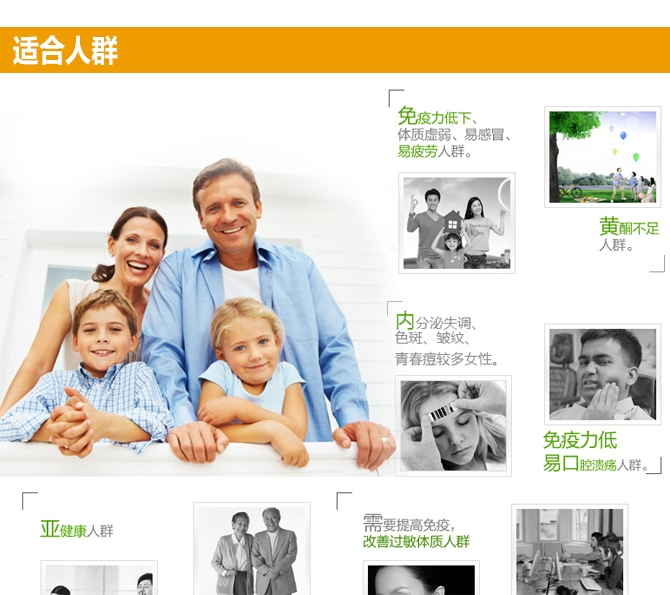 适合人群
免疫力低下、
体质虚弱、易感冒、
易疲劳人群。
黄酮不足
人群。
内分泌失调、
色斑、皱纹、
青春痘较多女性。
免疫力低
易口腔溃疡人群。
亚健康人群
需要提高免疫，
改善过敏体质人群